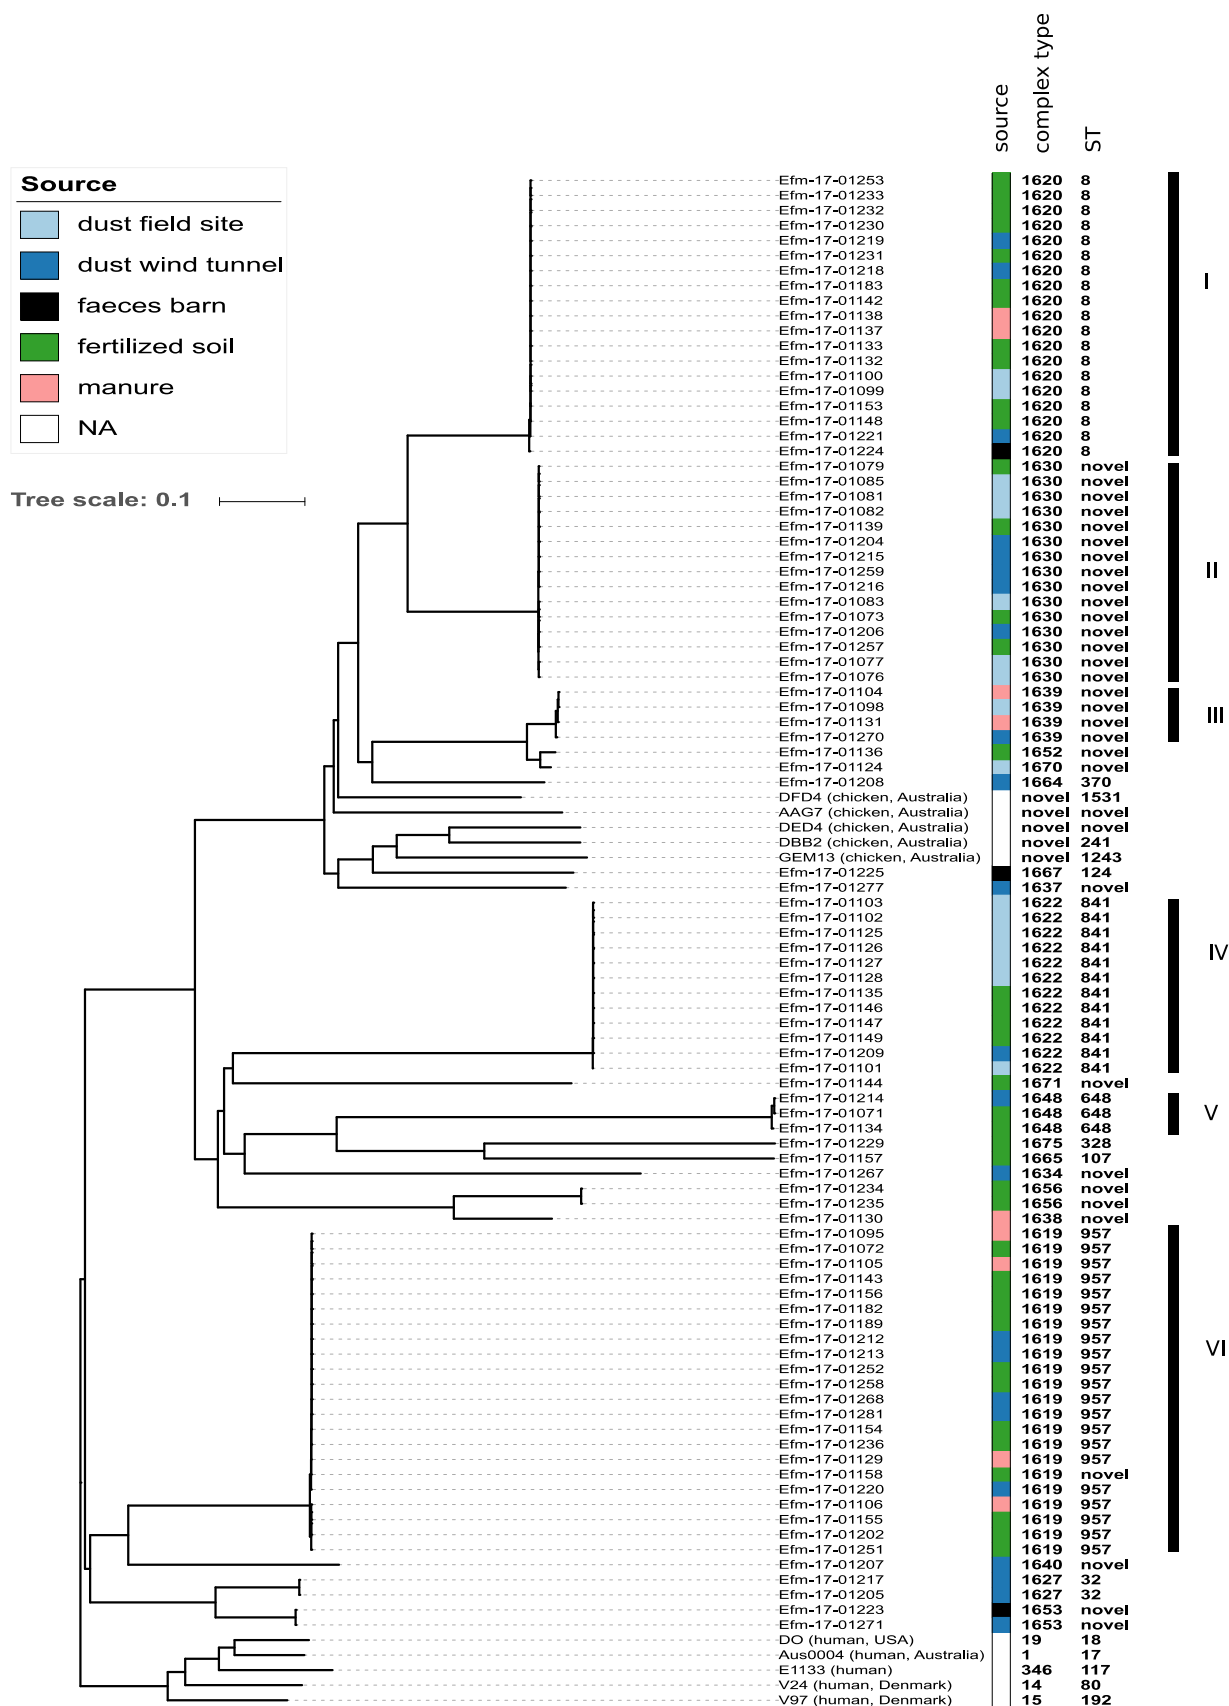 source complex type ST
Source
dust field site
dust wind tunnel
faeces barn
fertilized soil
manure
NA
Tree scale: 0.1
Efm-17-01253 1620 8
Efm-17-01233 1620 8
Efm-17-01232 1620 8
Efm-17-01230 1620 8
Efm-17-01219 1620 8
Efm-17-01231 1620 8
Efm-17-01218 1620 8
I
Efm-17-01183 1620 8
Efm-17-01142 1620 8
Efm-17-01138 1620 8
Efm-17-01137 1620 8
Efm-17-01133 1620 8
Efm-17-01132 1620 8
Efm-17-01100 1620 8
Efm-17-01099 1620 8
Efm-17-01153 1620 8
Efm-17-01148 1620 8
Efm-17-01221 1620 8
Efm-17-01224 1620 8
Efm-17-01079 1630 novel
Efm-17-01085 1630 novel
Efm-17-01081 1630 novel
Efm-17-01082 1630 novel
Efm-17-01139 1630 novel
Efm-17-01204 1630 novel
Efm-17-01215 1630 novel
Efm-17-01259 1630 novel
II
Efm-17-01216 1630 novel
Efm-17-01083 1630 novel
Efm-17-01073 1630 novel
Efm-17-01206 1630 novel
Efm-17-01257 1630 novel
Efm-17-01077 1630 novel
Efm-17-01076 1630 novel
Efm-17-01104 1639 novel
Efm-17-01098 1639 novel
III
Efm-17-01131 1639 novel
Efm-17-01270 1639 novel
Efm-17-01136 1652 novel
Efm-17-01124 1670 novel
Efm-17-01208 1664 370
DFD4 (chicken, Australia) novel 1531
AAG7 (chicken, Australia) novel novel
DED4 (chicken, Australia) novel novel
DBB2 (chicken, Australia) novel 241
GEM13 (chicken, Australia) novel 1243
Efm-17-01225 1667 124
Efm-17-01277 1637 novel
Efm-17-01103 1622 841
Efm-17-01102 1622 841
Efm-17-01125 1622 841
Efm-17-01126 1622 841
IV
Efm-17-01127 1622 841
Efm-17-01128 1622 841
Efm-17-01135 1622 841
Efm-17-01146 1622 841
Efm-17-01147 1622 841
Efm-17-01149 1622 841
Efm-17-01209 1622 841
Efm-17-01101 1622 841
Efm-17-01144 1671 novel
Efm-17-01214 1648 648
Efm-17-01071 1648 648
V
Efm-17-01134 1648 648
Efm-17-01229 1675 328
Efm-17-01157 1665 107
Efm-17-01267 1634 novel
Efm-17-01234 1656 novel
Efm-17-01235 1656 novel
Efm-17-01130 1638 novel
Efm-17-01095 1619 957
Efm-17-01072 1619 957
Efm-17-01105 1619 957
Efm-17-01143 1619 957
Efm-17-01156 1619 957
Efm-17-01182 1619 957
Efm-17-01189 1619 957
Efm-17-01212 1619 957
VI
Efm-17-01213 1619 957
Efm-17-01252 1619 957
Efm-17-01258 1619 957
Efm-17-01268 1619 957
Efm-17-01281 1619 957
Efm-17-01154 1619 957
Efm-17-01236 1619 957
Efm-17-01129 1619 957
Efm-17-01158 1619 novel
Efm-17-01220 1619 957
Efm-17-01106 1619 957
Efm-17-01155 1619 957
Efm-17-01202 1619 957
Efm-17-01251 1619 957
Efm-17-01207 1640 novel
Efm-17-01217 1627 32
Efm-17-01205 1627 32
Efm-17-01223 1653 novel
Efm-17-01271 1653 novel
DO (human, USA) 19 18
Aus0004 (human, Australia) 1 17
E1133 (human) 346 117
V24 (human, Denmark) 14 80
V97 (human, Denmark) 15 192